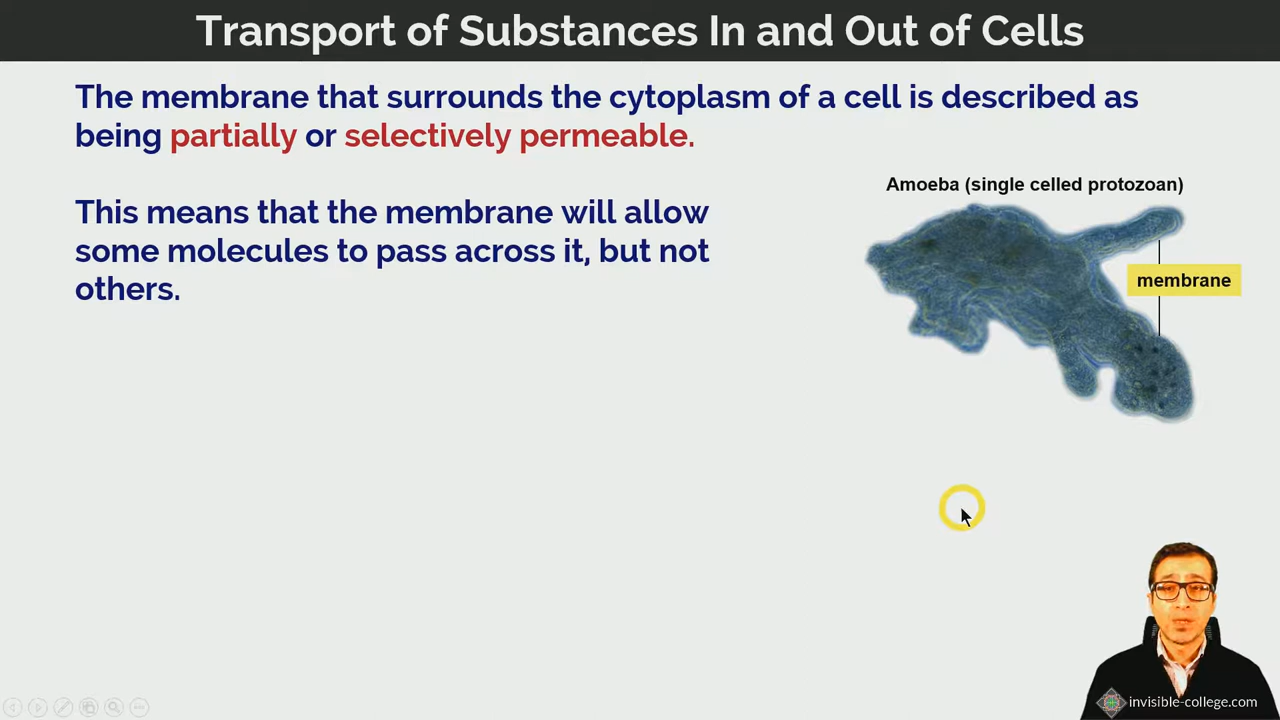 Transport of Substances In and Out of Cells
The membrane that surrounds the cytoplasm of a cell is described as
being partially or selectively permeable.
This means that the membrane will allow
some molecules to pass across it, but not
others.
Amoeba (single celled protozoan)
membrane
invisible-college.com